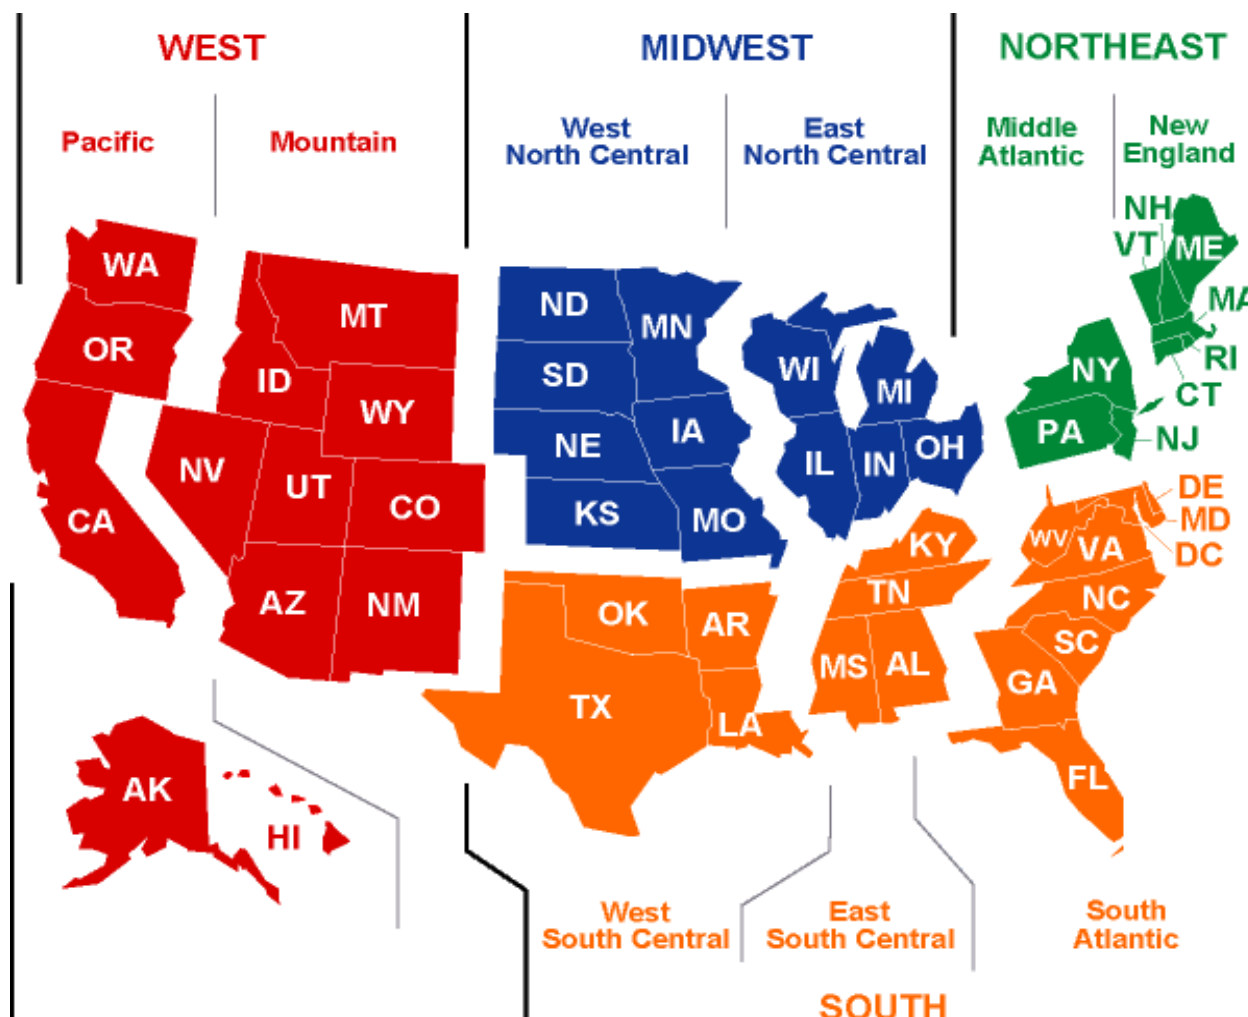 WEST
MIDWEST
NORTHEAST
Pacific
Mountain
West
North Central
East
North Central
Middle
Atlantic
New
England
WA
OR
CA
MT
ID
WY
NV
UT
CO
AZ
NM
AK
HI
ND
SD
NE
KS
MN
IA
MO
WI
MI
IL
IN
OH
NH
VT
ME
MA
RI
CT
NY
PA
NJ
DE
MD
DC
WV
VA
KY
TN
NC
SC
OK
AR
TX
LA
MS
AL
GA
FL
West
South Central
East
South Central
South
Atlantic
SOUTH